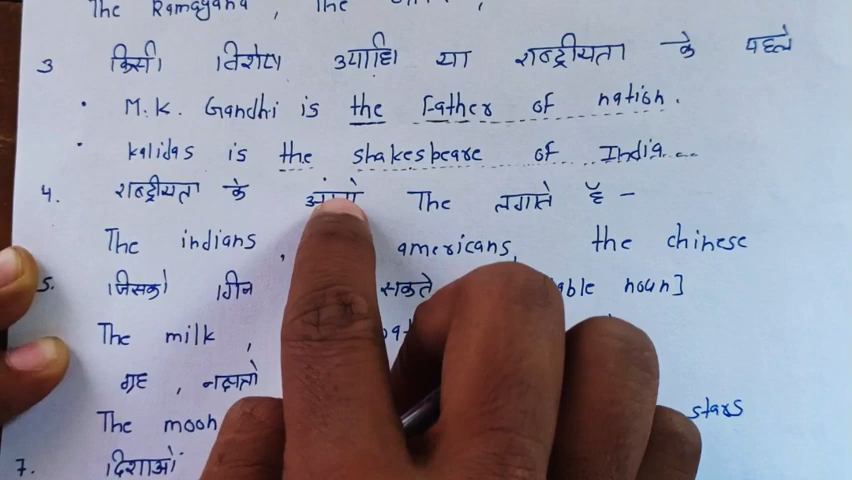 The Ramayana, The
3 किसी विशेष उपाधि या राष्ट्रीयता के पहले
• M.K. Gandhi is the Father of nation.
• Kalidas is the shakesbeare of India.
4. राष्ट्रीयता के आगे The लगाते है -
The indians, americans, the chinese
5. जिसको गिन सकते able noun]
The milk,
ग्रह, नक्षत्रो
The moon stars
7. दिशाओं